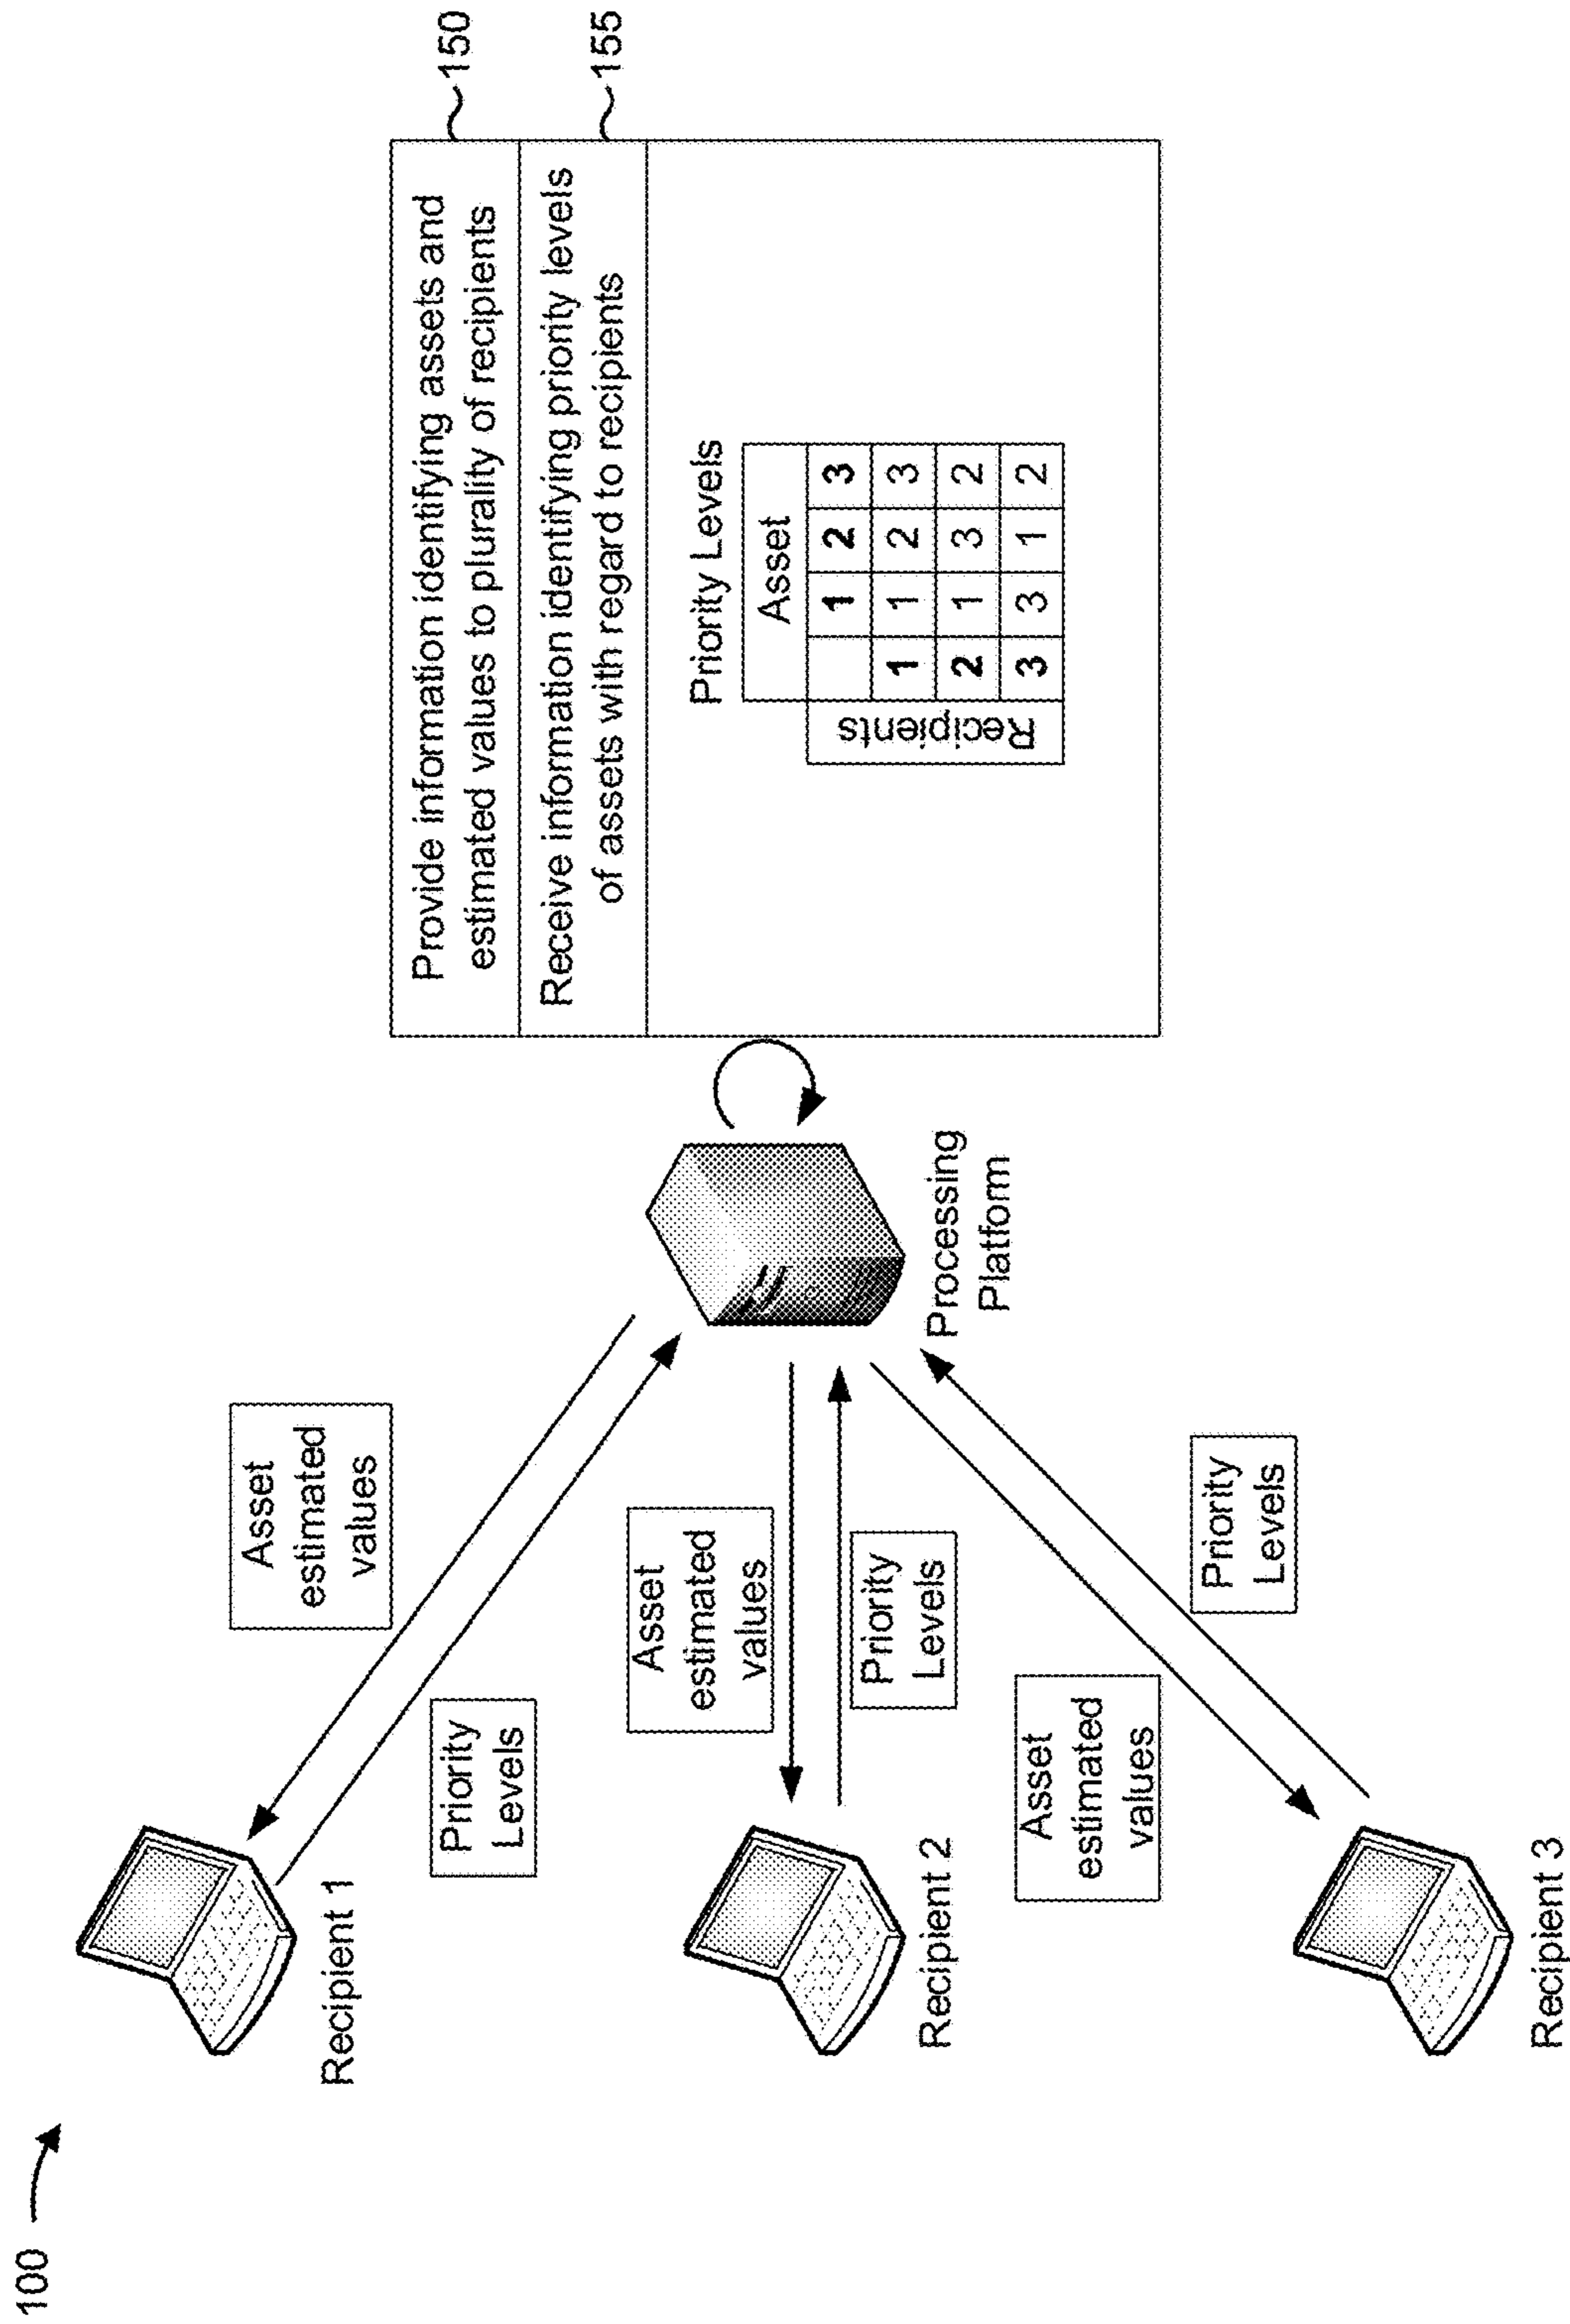 100
Recipient 1
Asset
estimated
values
Priority
Levels
Recipient 2
Asset
estimated
values
Priority
Levels
Recipient 3
Asset
estimated
values
Priority
Levels
Processing
Platform
Provide information identifying assets and
estimated values to plurality of recipients
150
Receive information identifying priority levels
of assets with regard to recipients
155
Priority Levels
Asset
Recipients
1 2 3
1 1 2 3
2 1 3 2
3 3 1 2